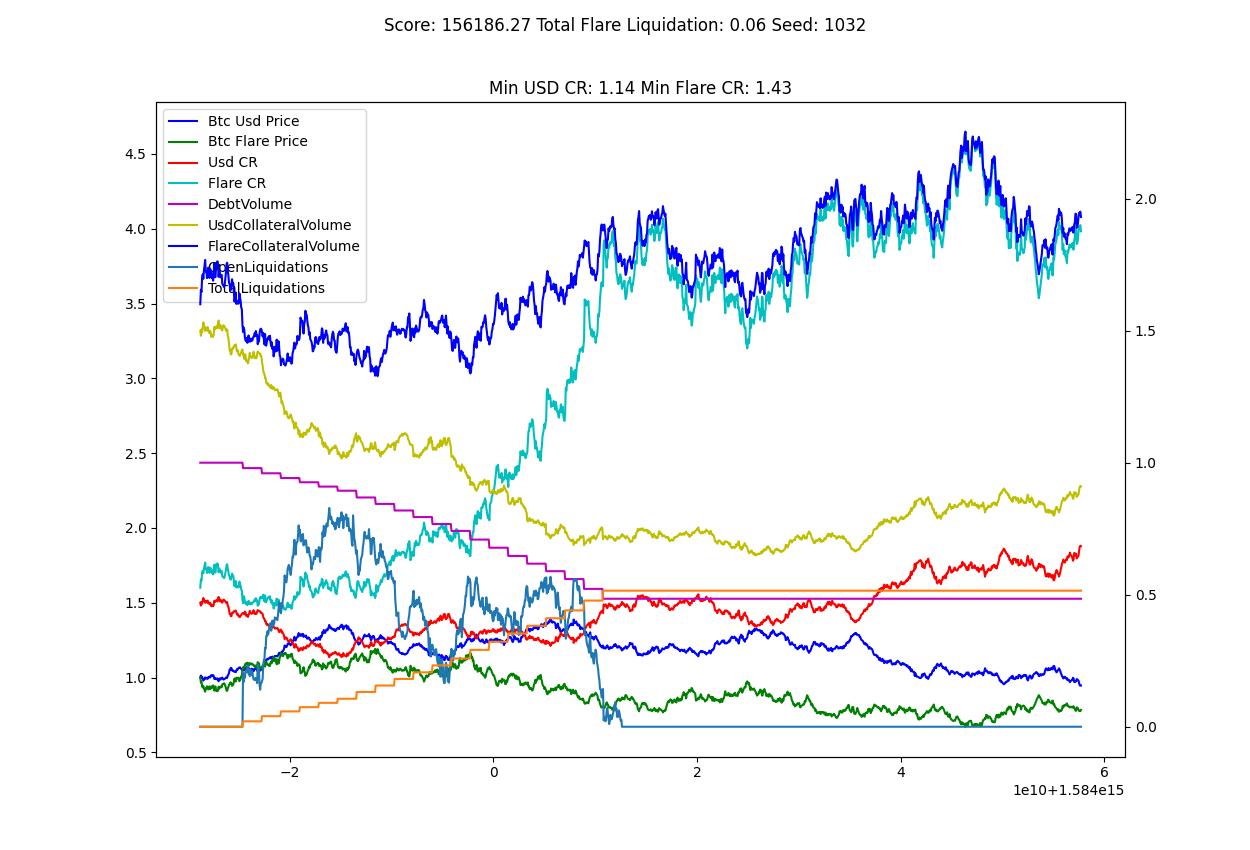 Score: 156186.27 Total Flare Liquidation: 0.06 Seed: 1032
Min USD CR: 1.14 Min Flare CR: 1.43
Btc Usd Price
Btc Flare Price
Usd CR
Flare CR
DebtVolume
UsdCollateralVolume
FlareCollateralVolume
OpenLiquidations
TotalLiquidations
4.5
4.0
3.5
3.0
2.5
2.0
1.5
1.0
0.5
2.0
1.5
1.0
0.5
0.0
−2
0
2
4
6
1e10+1.584e15